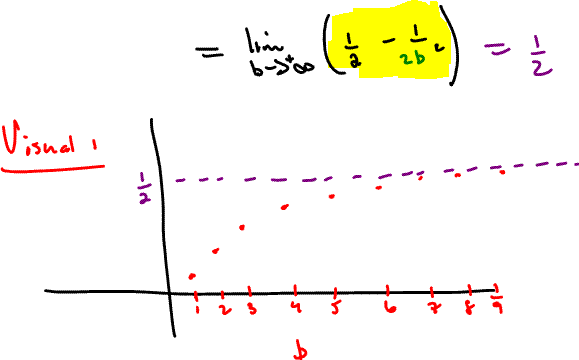 = lim b→+∞ (1/2 - 1/2b²) = 1/2
Visual 1
1/2
1 2 3 4 5 6 7 8 9
b